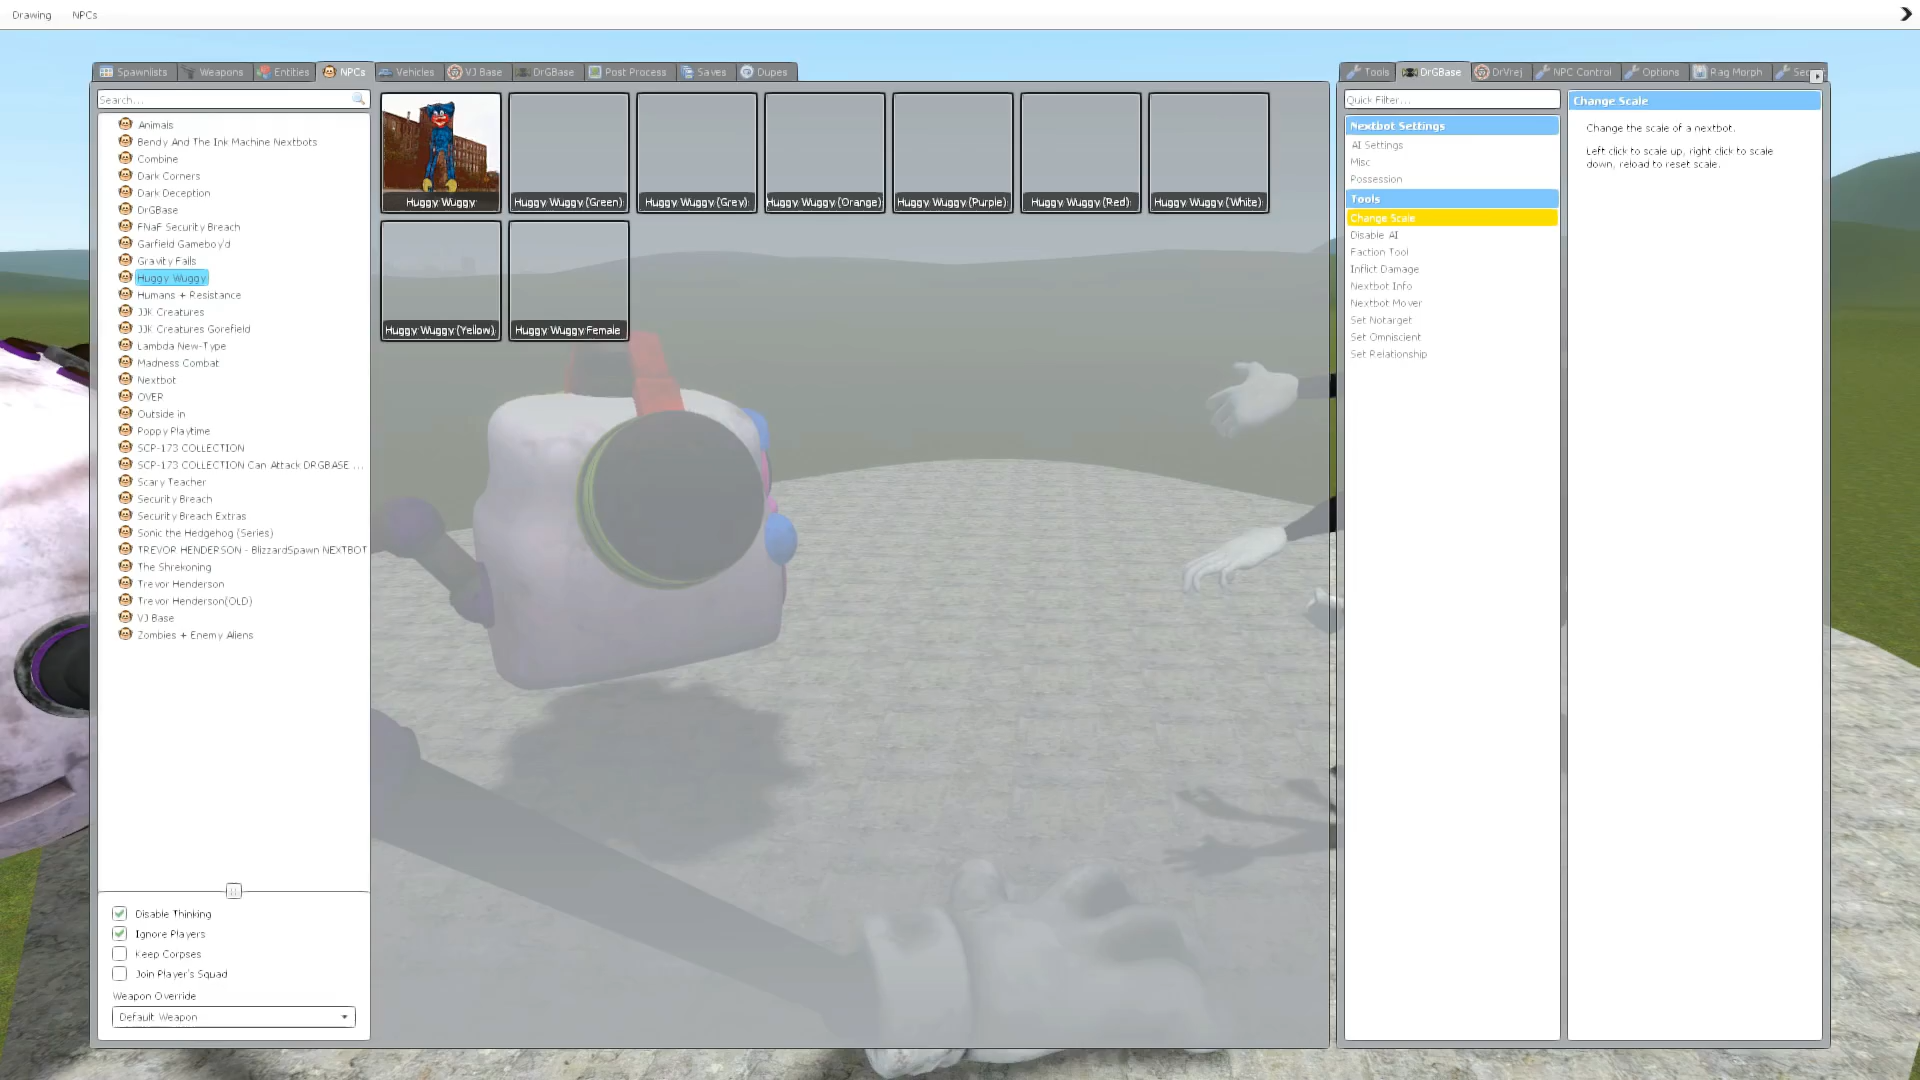 Drawing NPCs
Spawnlists Weapons Entities NPCs Vehicles VJ Base DrGBase Post Process Saves Dupes
Search...
Animals
Bendy And The Ink Machine Nextbots
Combine
Dark Corners
Dark Deception
DrGBase
FNaF Security Breach
Garfield Gameboy'd
Gravity Falls
Huggy Wuggy
Humans + Resistance
JJK Creatures
JJK Creatures Gorefield
Lambda New-Type
Madness Combat
Nextbot
OVER
Outside in
Poppy Playtime
SCP-173 COLLECTION
SCP-173 COLLECTION Can Attack DRGBASE ...
Scary Teacher
Security Breach
Security Breach Extras
Sonic the Hedgehog (Series)
TREVOR HENDERSON - BlizzardSpawn NEXTBOT
The Shrekoning
Trevor Henderson
Trevor Henderson(OLD)
VJ Base
Zombies + Enemy Aliens
Disable Thinking
Ignore Players
Keep Corpses
Join Player's Squad
Weapon Override
Default Weapon
Huggy Wuggy Huggy Wuggy (Green) Huggy Wuggy (Grey) Huggy Wuggy (Orange) Huggy Wuggy (Purple) Huggy Wuggy (Red) Huggy Wuggy (White)
Huggy Wuggy (Yellow) Huggy Wuggy Female
Tools DrGBase DrVrej NPC Control Options Rag Morph
Quick Filter...
Nextbot Settings
AI Settings
Misc
Possession
Tools
Change Scale
Disable AI
Faction Tool
Inflict Damage
Nextbot Info
Nextbot Mover
Set Notarget
Set Omniscient
Set Relationship
Change Scale
Change the scale of a nextbot.
Left click to scale up, right click to scale
down, reload to reset scale.